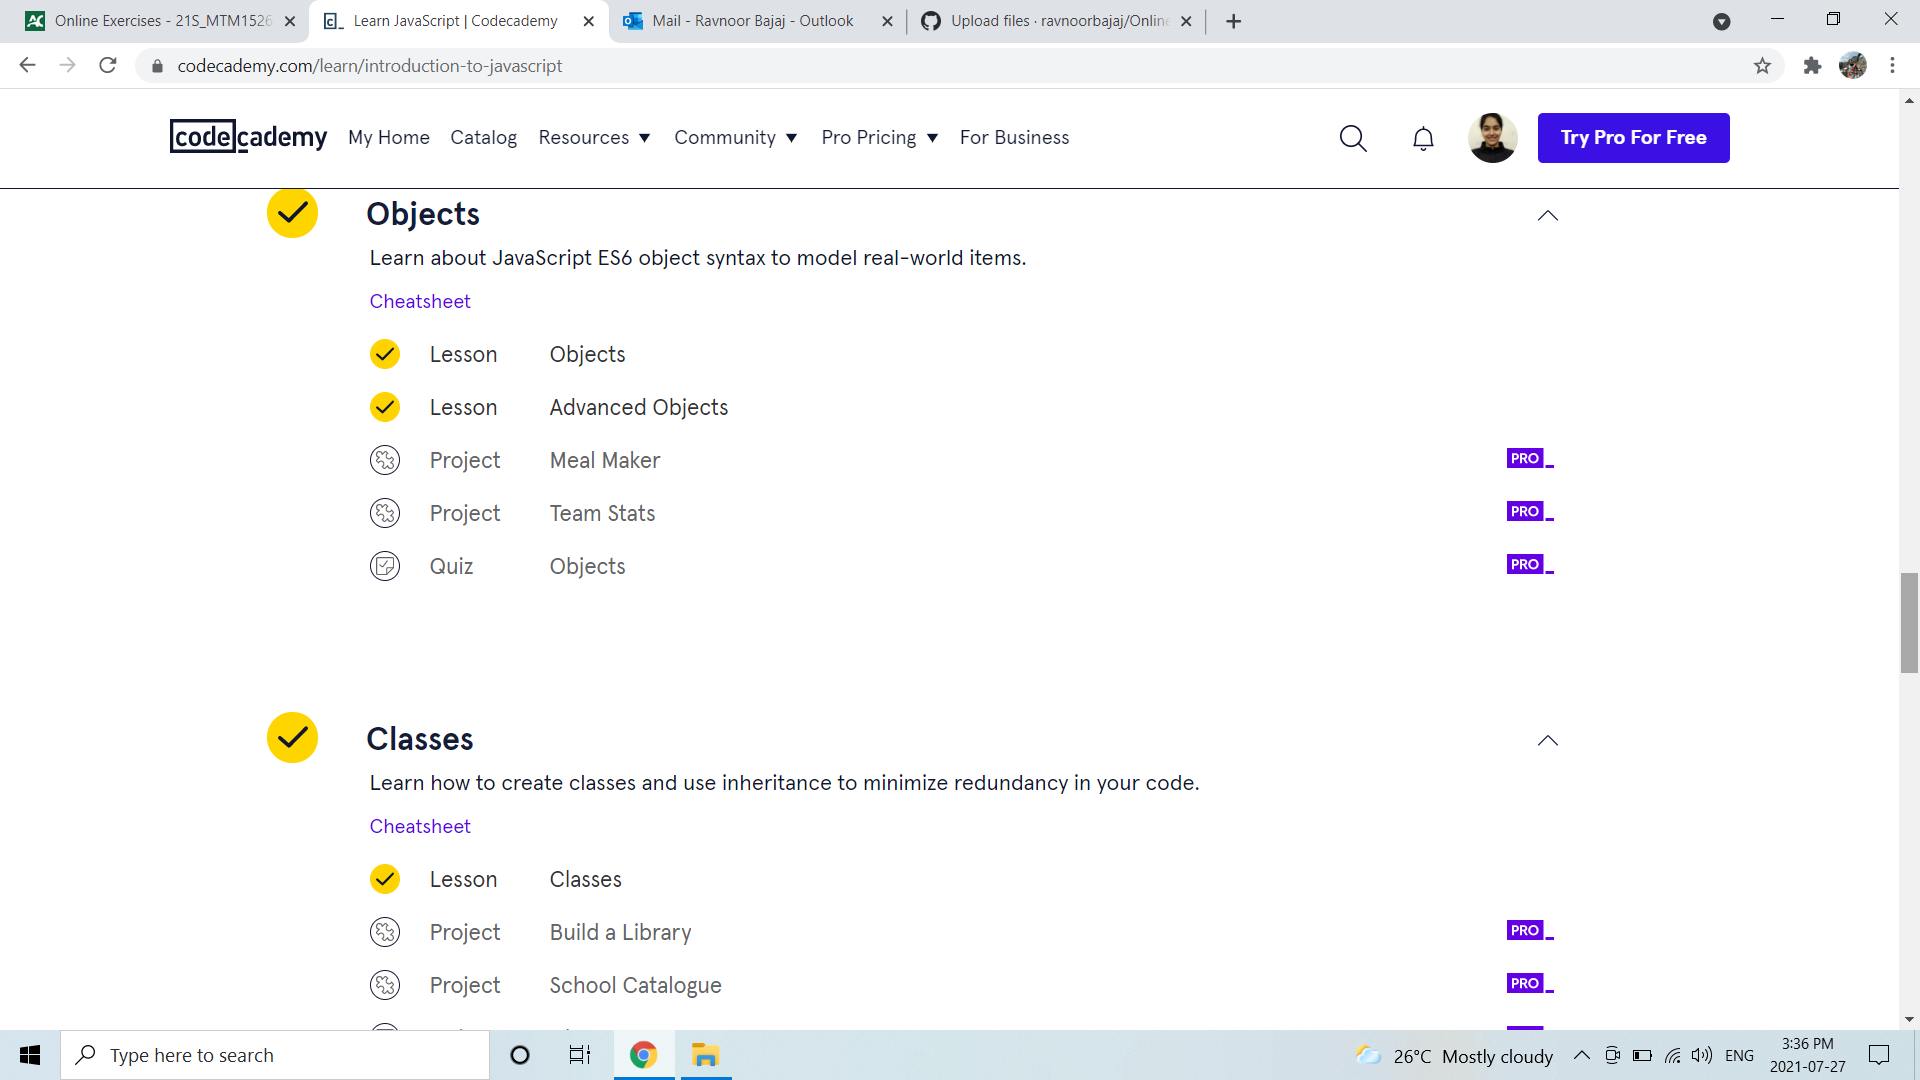 Online Exercises - 21S_MTM1526
Learn JavaScript | Codecademy
Mail - Ravnoor Bajaj - Outlook
Upload files · ravnoorbajaj/Online
codecademy.com/learn/introduction-to-javascript
codecademy My Home Catalog Resources Community Pro Pricing For Business Try Pro For Free
Objects
Learn about JavaScript ES6 object syntax to model real-world items.
Cheatsheet
Lesson Objects
Lesson Advanced Objects
Project Meal Maker PRO
Project Team Stats PRO
Quiz Objects PRO
Classes
Learn how to create classes and use inheritance to minimize redundancy in your code.
Cheatsheet
Lesson Classes
Project Build a Library PRO
Project School Catalogue PRO
Type here to search
26°C Mostly cloudy ENG
3:36 PM
2021-07-27